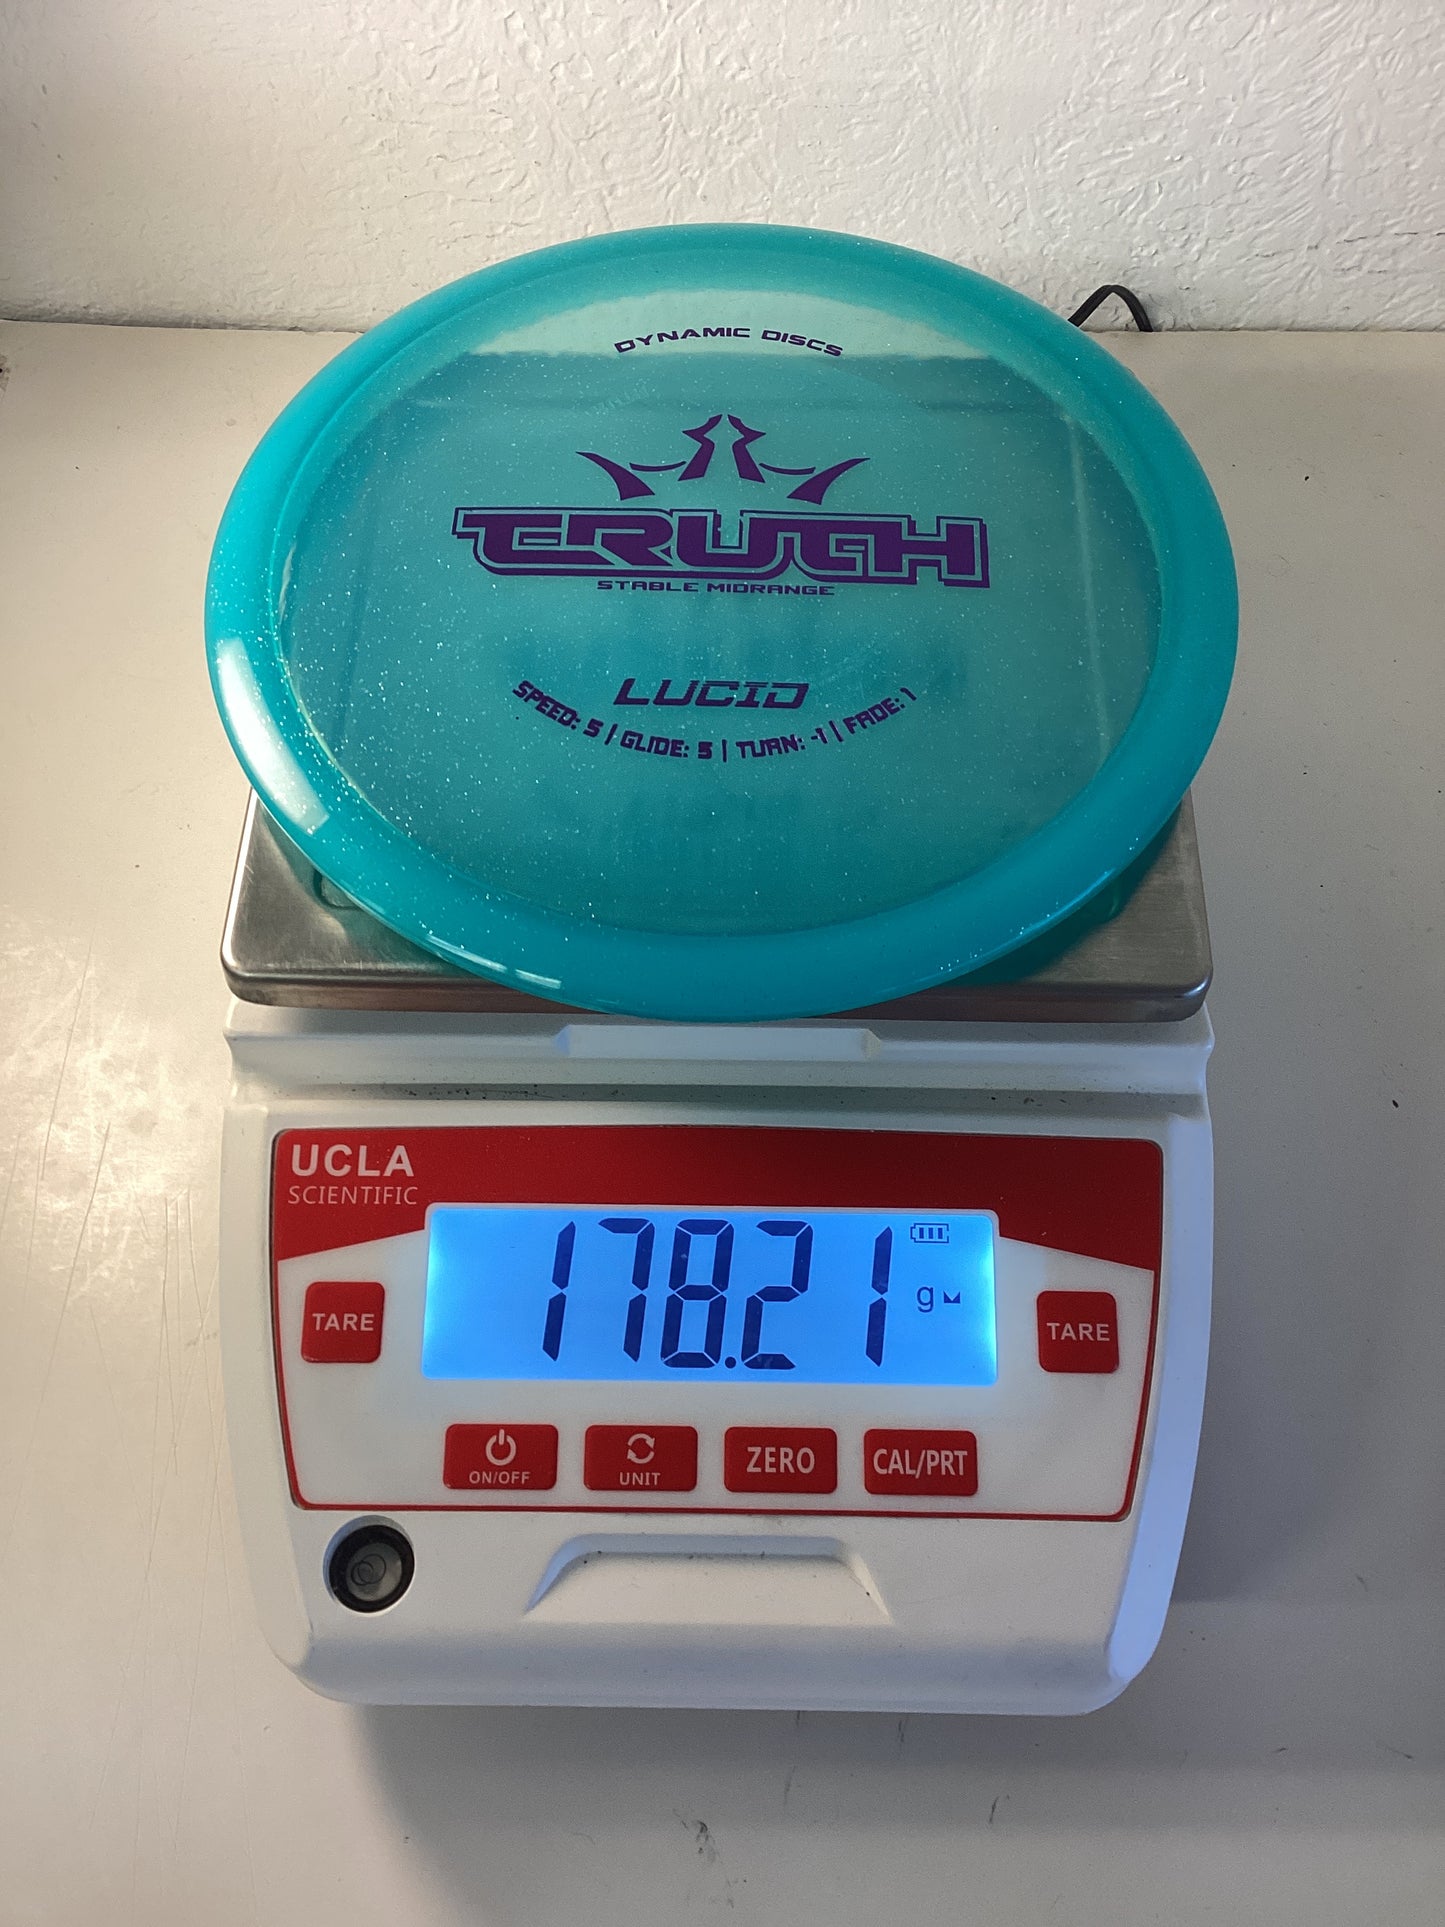 DYNAMIC DISCS
TRUTH
STABLE MIDRANGE
LUCID
SPEED: 5 | GLIDE: 5 | TURN: -1 | FADE: 1
UCLA
SCIENTIFIC
178.21 g
TARE
TARE
ON/OFF
UNIT
ZERO
CAL/PRT